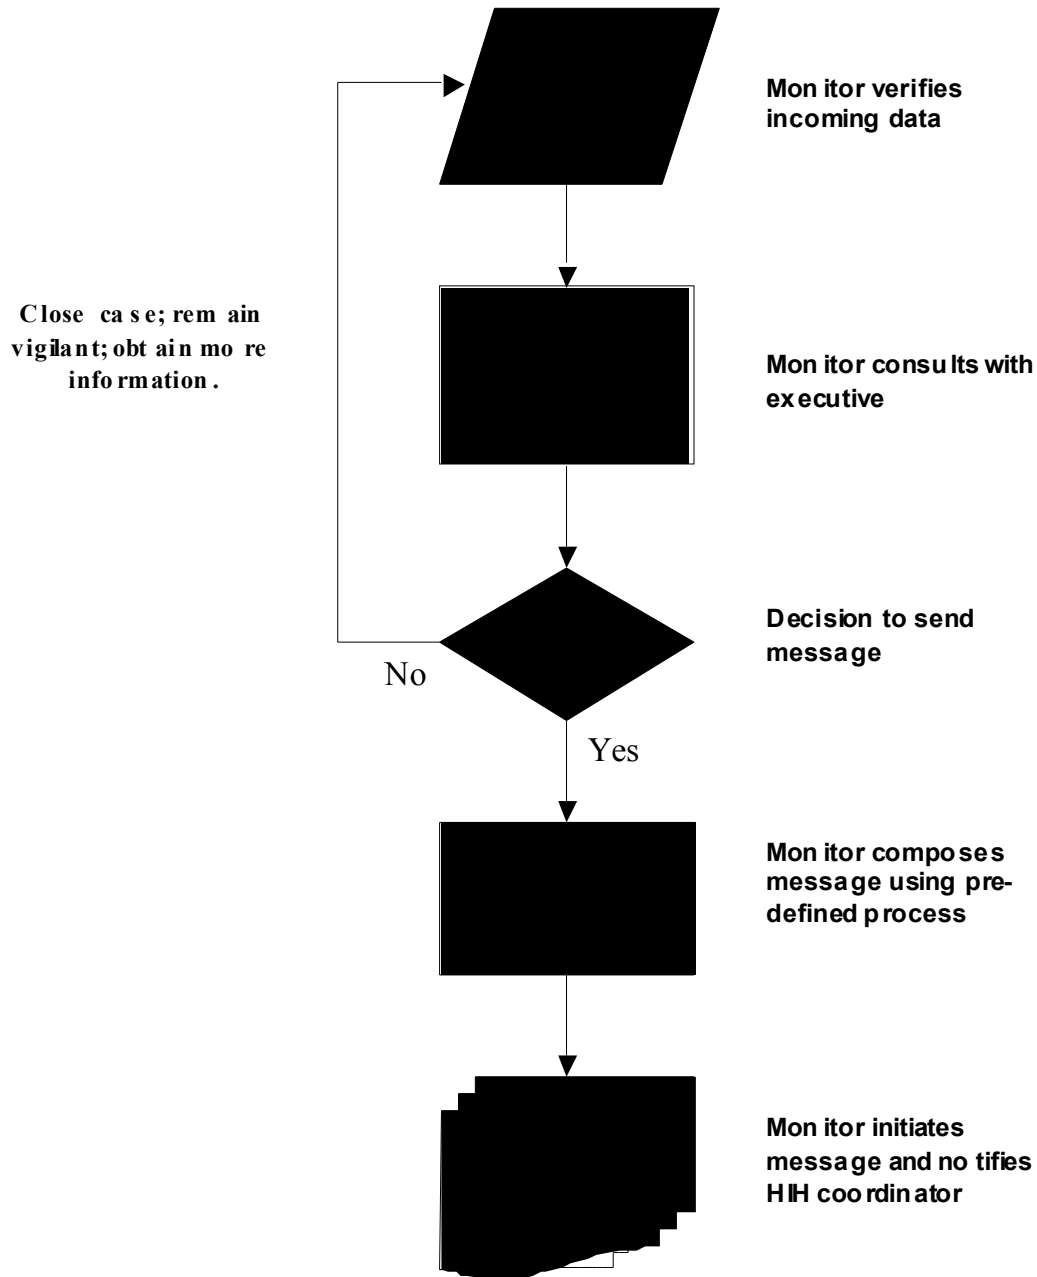 Monitor verifies
incoming data
Close case; remain
vigilant; obtain more
information.
Monitor consults with
executive
Decision to send
message
No
Yes
Monitor composes
message using pre-
defined process
Monitor initiates
message and notifies
HIH coordinator